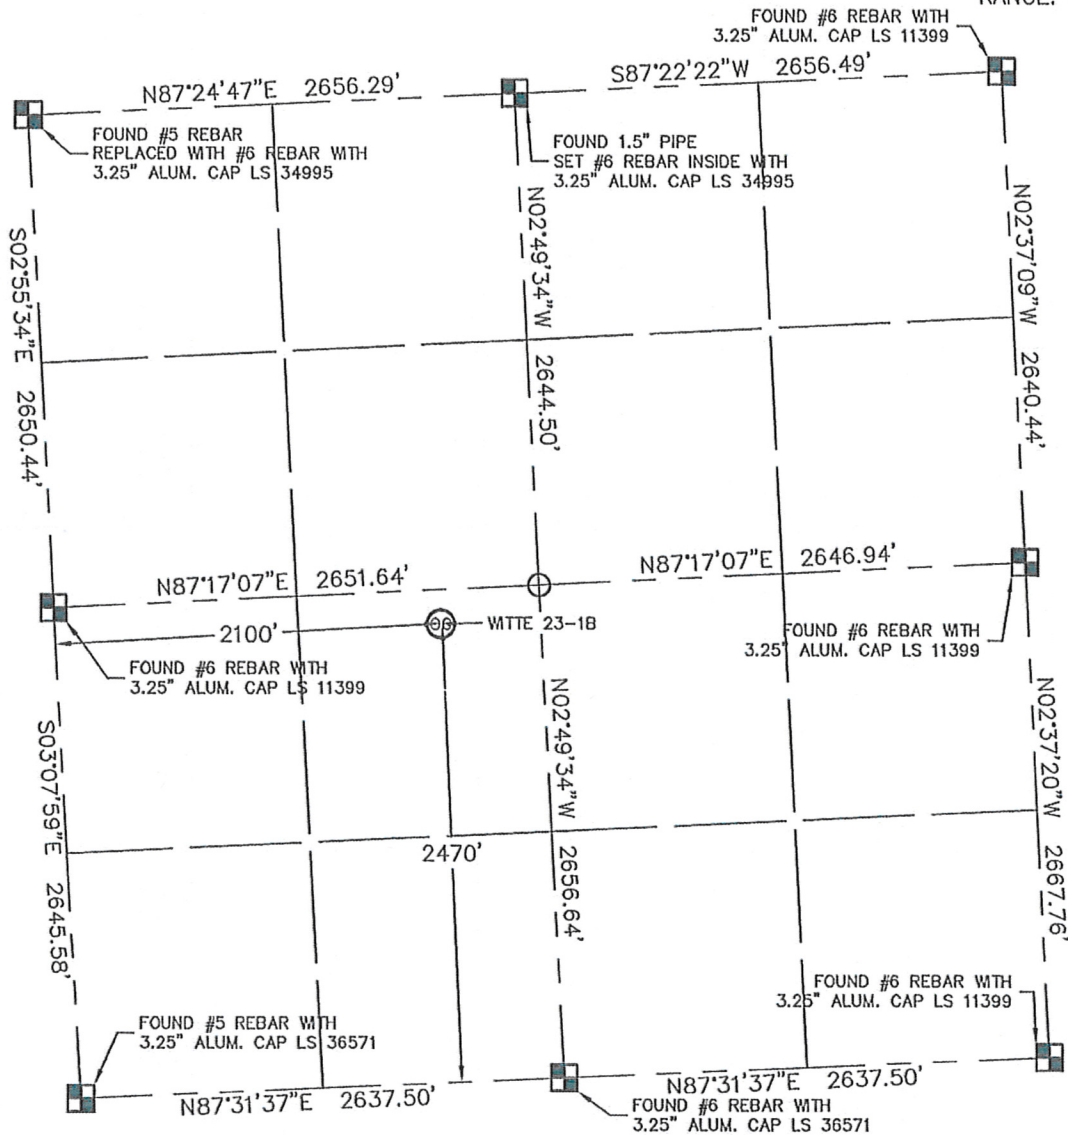 RANGE:
FOUND #6 REBAR WITH
3.25" ALUM. CAP LS 11399
N87°24'47"E 2656.29'
S87°22'22"W 2656.49'
FOUND #5 REBAR
REPLACED WITH #6 REBAR WITH
3.25" ALUM. CAP LS 34995
FOUND 1.5" PIPE
SET #6 REBAR INSIDE WITH
3.25" ALUM. CAP LS 34995
S02°55'34"E 2650.44'
N02°49'34"W 2644.50'
N02°37'09"W 2640.44'
N87°17'07"E 2651.64'
N87°17'07"E 2646.94'
2100'
WITTE 23-1B
FOUND #6 REBAR WITH
3.25" ALUM. CAP LS 11399
FOUND #6 REBAR WITH
3.25" ALUM. CAP LS 11399
S03°07'59"E 2645.58'
N02°49'34"W 2656.64'
N02°37'20"W 2667.76'
2470'
FOUND #5 REBAR WITH
3.25" ALUM. CAP LS 36571
FOUND #6 REBAR WITH
3.25" ALUM. CAP LS 11399
N87°31'37"E 2637.50'
N87°31'37"E 2637.50'
FOUND #6 REBAR WITH
3.25" ALUM. CAP LS 36571